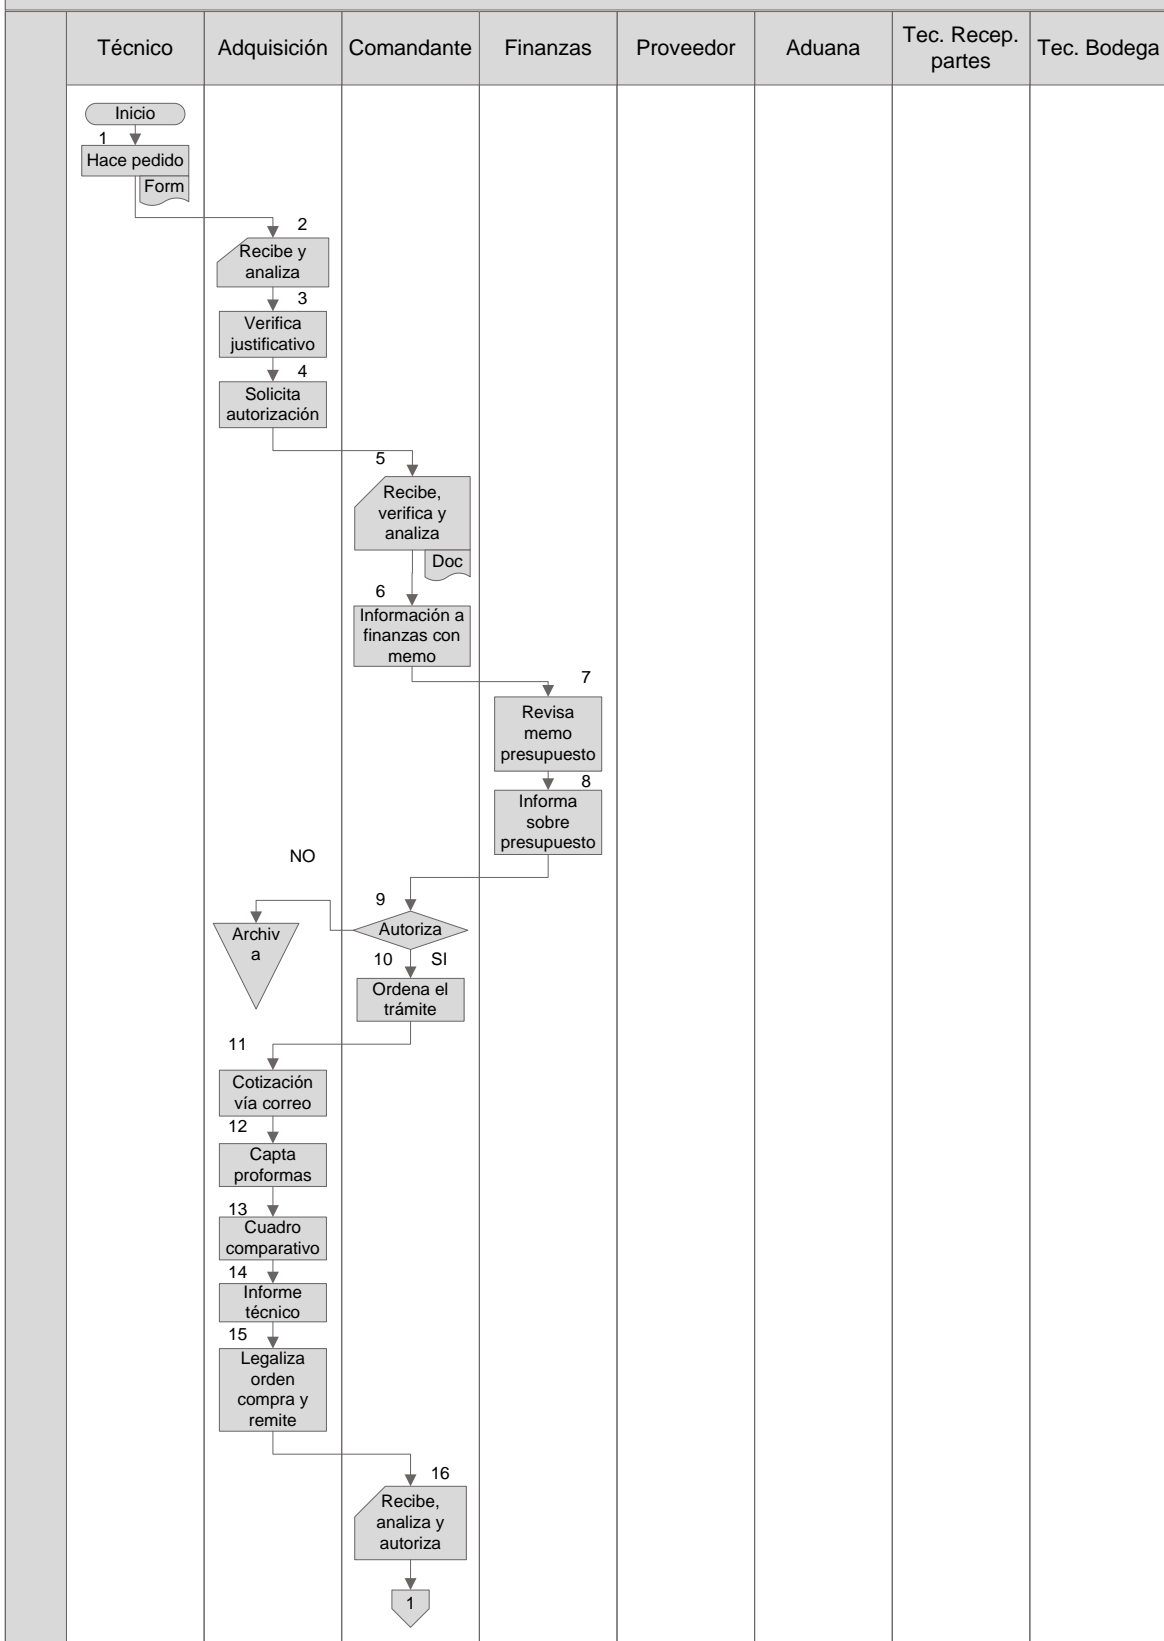 Técnico
Adquisición
Comandante
Finanzas
Proveedor
Aduana
Tec. Recep.
partes
Tec. Bodega
Inicio
1
Hace pedido
Form
2
Recibe y
analiza
3
Verifica
justificativo
4
Solicita
autorización
5
Recibe,
verifica y
analiza
Doc
6
Información a
finanzas con
memo
7
Revisa
memo
presupuesto
8
Informa
sobre
presupuesto
NO
9
Autoriza
Archiv
a
10
SI
Ordena el
trámite
11
Cotización
vía correo
12
Capta
proformas
13
Cuadro
comparativo
14
Informe
técnico
15
Legaliza
orden
compra y
remite
16
Recibe,
analiza y
autoriza
1